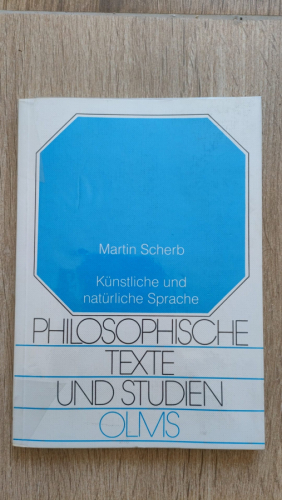 Martin Scherb
Künstliche und
natürliche Sprache
PHILOSOPHISCHE
TEXTE
UND STUDIEN
OLMS